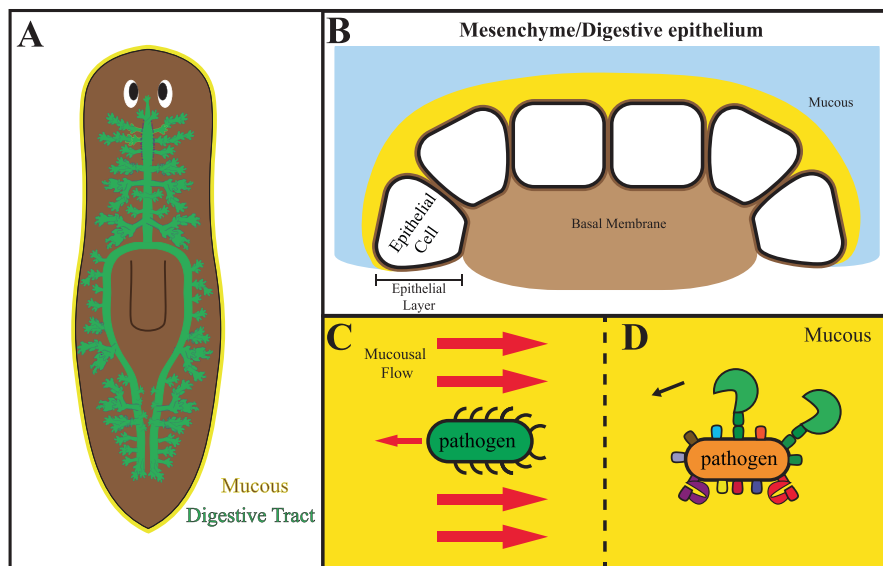 A
Mucous
Digestive Tract
B
Mesenchyme/Digestive epithelium
Mucous
Epithelial
Cell
Basal Membrane
Epithelial
Layer
C
Mucousal
Flow
pathogen
D
Mucous
pathogen